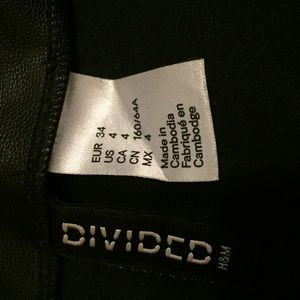 EUR 34
US 4
CA 4
CN 160/64A
MX 4
Made in
Cambodia
Fabriqué en
Cambodge
DIVIDED
H&M